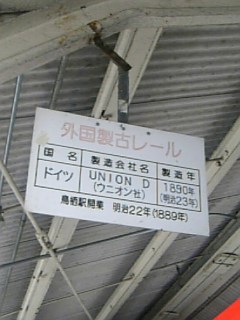 外国製古レール
国名 製造会社名 製造年
ドイツ UNION D 1890年
(ウニオン社) (明治23年)
鳥栖駅開業 明治22年(1889年)